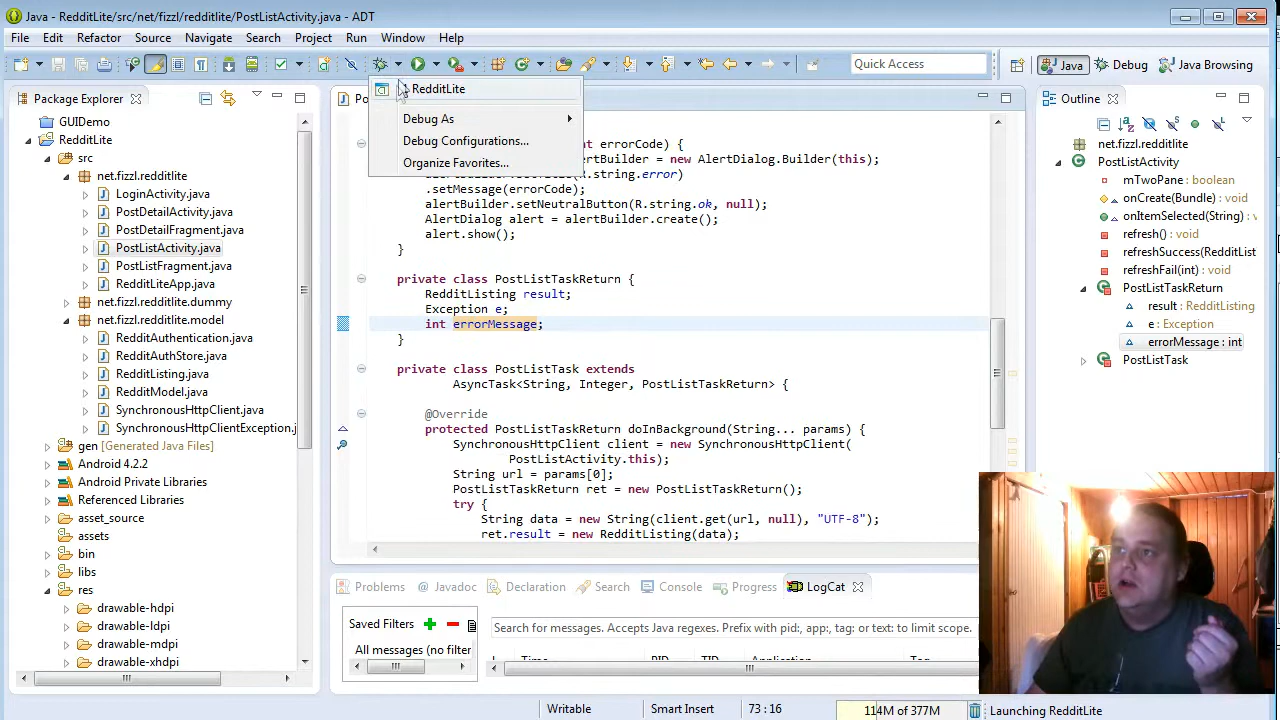 Java - RedditLite/src/net/fizzl/redditlite/PostListActivity.java - ADT
File Edit Refactor Source Navigate Search Project Run Window Help
Quick Access
Java
Debug
Java Browsing
Package Explorer
GUIDemo
RedditLite
src
net.fizzl.redditlite
LoginActivity.java
PostDetailActivity.java
PostDetailFragment.java
PostListActivity.java
PostListFragment.java
RedditLiteApp.java
net.fizzl.redditlite.dummy
net.fizzl.redditlite.model
RedditAuthentication.java
RedditAuthStore.java
RedditListing.java
RedditModel.java
SynchronousHttpClient.java
SynchronousHttpClientException.j
gen [Generated Java Files]
Android 4.2.2
Android Private Libraries
Referenced Libraries
asset_source
assets
bin
libs
res
drawable-hdpi
drawable-ldpi
drawable-mdpi
drawable-xhdpi
RedditLite
Debug As
Debug Configurations...
Organize Favorites...
errorCode) {
alertBuilder = new AlertDialog.Builder(this);
.setMessage(errorCode);
alertBuilder.setNeutralButton(R.string.ok, null);
AlertDialog alert = alertBuilder.create();
alert.show();
}
private class PostListTaskReturn {
RedditListing result;
Exception e;
int errorMessage;
}
private class PostListTask extends
AsyncTask<String, Integer, PostListTaskReturn> {
@Override
protected PostListTaskReturn doInBackground(String... params) {
SynchronousHttpClient client = new SynchronousHttpClient(
PostListActivity.this);
String url = params[0];
PostListTaskReturn ret = new PostListTaskReturn();
try {
String data = new String(client.get(url, null), "UTF-8");
ret.result = new RedditListing(data);
Problems @ Javadoc Declaration Search Console Progress LogCat
Saved Filters
All messages (no filter
Search for messages. Accepts Java regexes. Prefix with pid:, app:, tag: or text: to limit scope.
Outline
net.fizzl.redditlite
PostListActivity
mTwoPane : boolean
onCreate(Bundle) : void
onItemSelected(String) : v
refresh() : void
refreshSuccess(RedditList
refreshFail(int) : void
PostListTaskReturn
result : RedditListing
e : Exception
errorMessage : int
PostListTask
Writable
Smart Insert
73 : 16
114M of 377M
Launching RedditLite